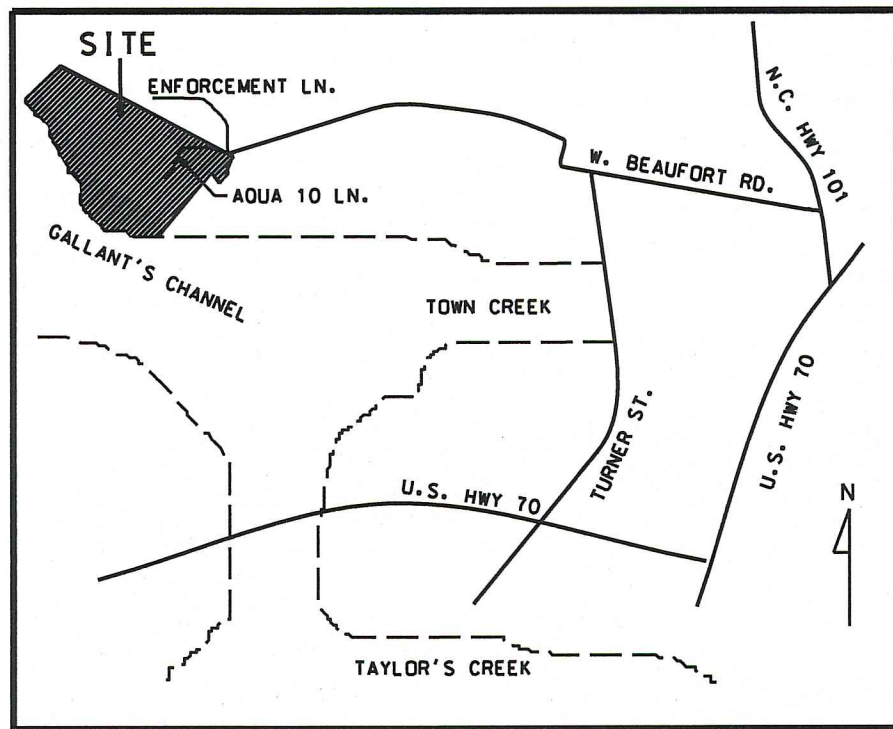 SITE
ENFORCEMENT LN.
N.C. HWY 101
W. BEAUFORT RD.
AQUA 10 LN.
GALLANT'S CHANNEL
TOWN CREEK
U.S. HWY 70
TURNER ST.
U.S. HWY 70
N
TAYLOR'S CREEK